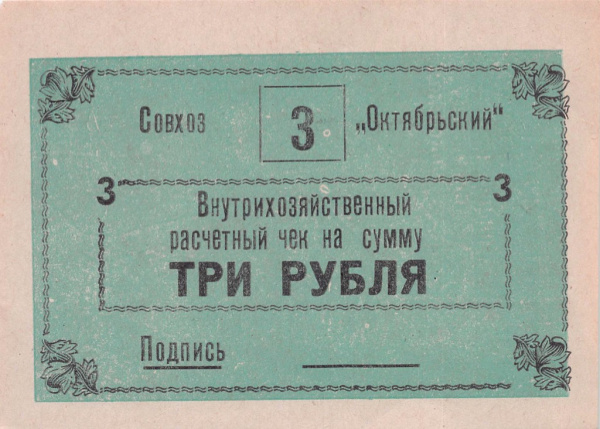 Совхоз 3 „Октябрьский“
3 3
Внутрихозяйственный
расчетный чек на сумму
ТРИ РУБЛЯ
Подпись